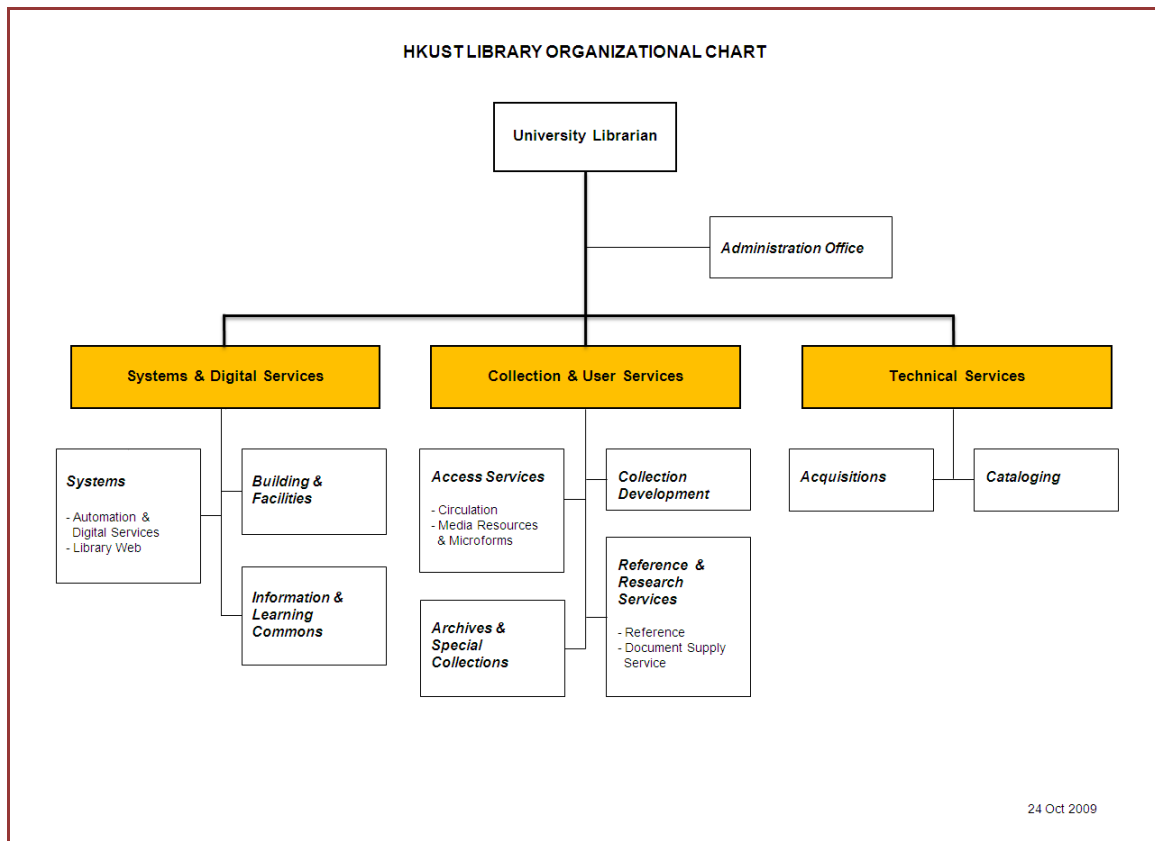 HKUST LIBRARY ORGANIZATIONAL CHART
University Librarian
Administration Office
Systems & Digital Services
Collection & User Services
Technical Services
Systems
- Automation &
Digital Services
- Library Web
Building &
Facilities
Information &
Learning
Commons
Access Services
- Circulation
- Media Resources
& Microforms
Archives &
Special
Collections
Collection
Development
Reference &
Research
Services
- Reference
- Document Supply
Service
Acquisitions
Cataloging
24 Oct 2009